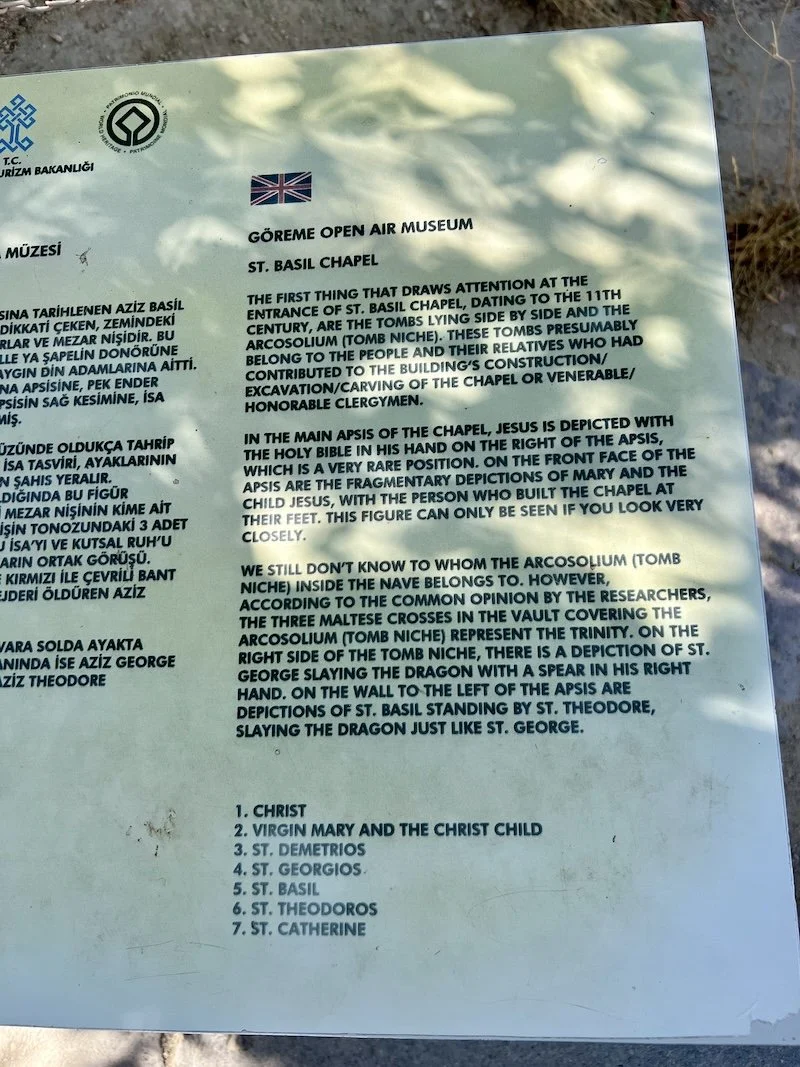 T.C.
URİZM BAKANLIĞI
WORLD HERITAGE • PATRIMONIO MUNDIAL • PATRIMOINE MONDIAL
MÜZESİ
SINA TARİHLENEN AZİZ BASIL
DİKKATİ ÇEKEN, ZEMİNDEKİ
RLAR VE MEZAR NİŞİDİR. BU
LLE YA ŞAPELİN DONÖRÜNE
AYGIN DİN ADAMLARINA AİTTİ.
NA APSİSİNE, PEK ENDER
PSİSİN SAĞ KESİMİNE, İSA
MİŞ.
ÜZÜNDE OLDUKÇA TAHRİP
İSA TASVİRİ, AYAKLARININ
N ŞAHIS YERALIR.
LDIĞINDA BU FİGÜR
MEZAR NİŞİNİN KİME AİT
İŞİN TONOZUNDAKİ 3 ADET
U İSA'YI VE KUTSAL RUH'U
ARIN ORTAK GÖRÜŞÜ.
KIRMIZI İLE ÇEVRİLİ BANT
EJDERİ ÖLDÜREN AZİZ
VARA SOLDA AYAKTA
ANINDA İSE AZİZ GEORGE
AZİZ THEODORE
GÖREME OPEN AIR MUSEUM
ST. BASIL CHAPEL
THE FIRST THING THAT DRAWS ATTENTION AT THE
ENTRANCE OF ST. BASIL CHAPEL, DATING TO THE 11TH
CENTURY, ARE THE TOMBS LYING SIDE BY SIDE AND THE
ARCOSOLIUM (TOMB NICHE). THESE TOMBS PRESUMABLY
BELONG TO THE PEOPLE AND THEIR RELATIVES WHO HAD
CONTRIBUTED TO THE BUILDING'S CONSTRUCTION/
EXCAVATION/CARVING OF THE CHAPEL OR VENERABLE/
HONORABLE CLERGYMEN.
IN THE MAIN APSIS OF THE CHAPEL, JESUS IS DEPICTED WITH
THE HOLY BIBLE IN HIS HAND ON THE RIGHT OF THE APSIS,
WHICH IS A VERY RARE POSITION. ON THE FRONT FACE OF THE
APSIS ARE THE FRAGMENTARY DEPICTIONS OF MARY AND THE
CHILD JESUS, WITH THE PERSON WHO BUILT THE CHAPEL AT
THEIR FEET. THIS FIGURE CAN ONLY BE SEEN IF YOU LOOK VERY
CLOSELY.
WE STILL DON'T KNOW TO WHOM THE ARCOSOLIUM (TOMB
NICHE) INSIDE THE NAVE BELONGS TO. HOWEVER,
ACCORDING TO THE COMMON OPINION BY THE RESEARCHERS,
THE THREE MALTESE CROSSES IN THE VAULT COVERING THE
ARCOSOLIUM (TOMB NICHE) REPRESENT THE TRINITY. ON THE
RIGHT SIDE OF THE TOMB NICHE, THERE IS A DEPICTION OF ST.
GEORGE SLAYING THE DRAGON WITH A SPEAR IN HIS RIGHT
HAND. ON THE WALL TO THE LEFT OF THE APSIS ARE
DEPICTIONS OF ST. BASIL STANDING BY ST. THEODORE,
SLAYING THE DRAGON JUST LIKE ST. GEORGE.
1. CHRIST
2. VIRGIN MARY AND THE CHRIST CHILD
3. ST. DEMETRIOS
4. ST. GEORGIOS
5. ST. BASIL
6. ST. THEODOROS
7. ST. CATHERINE